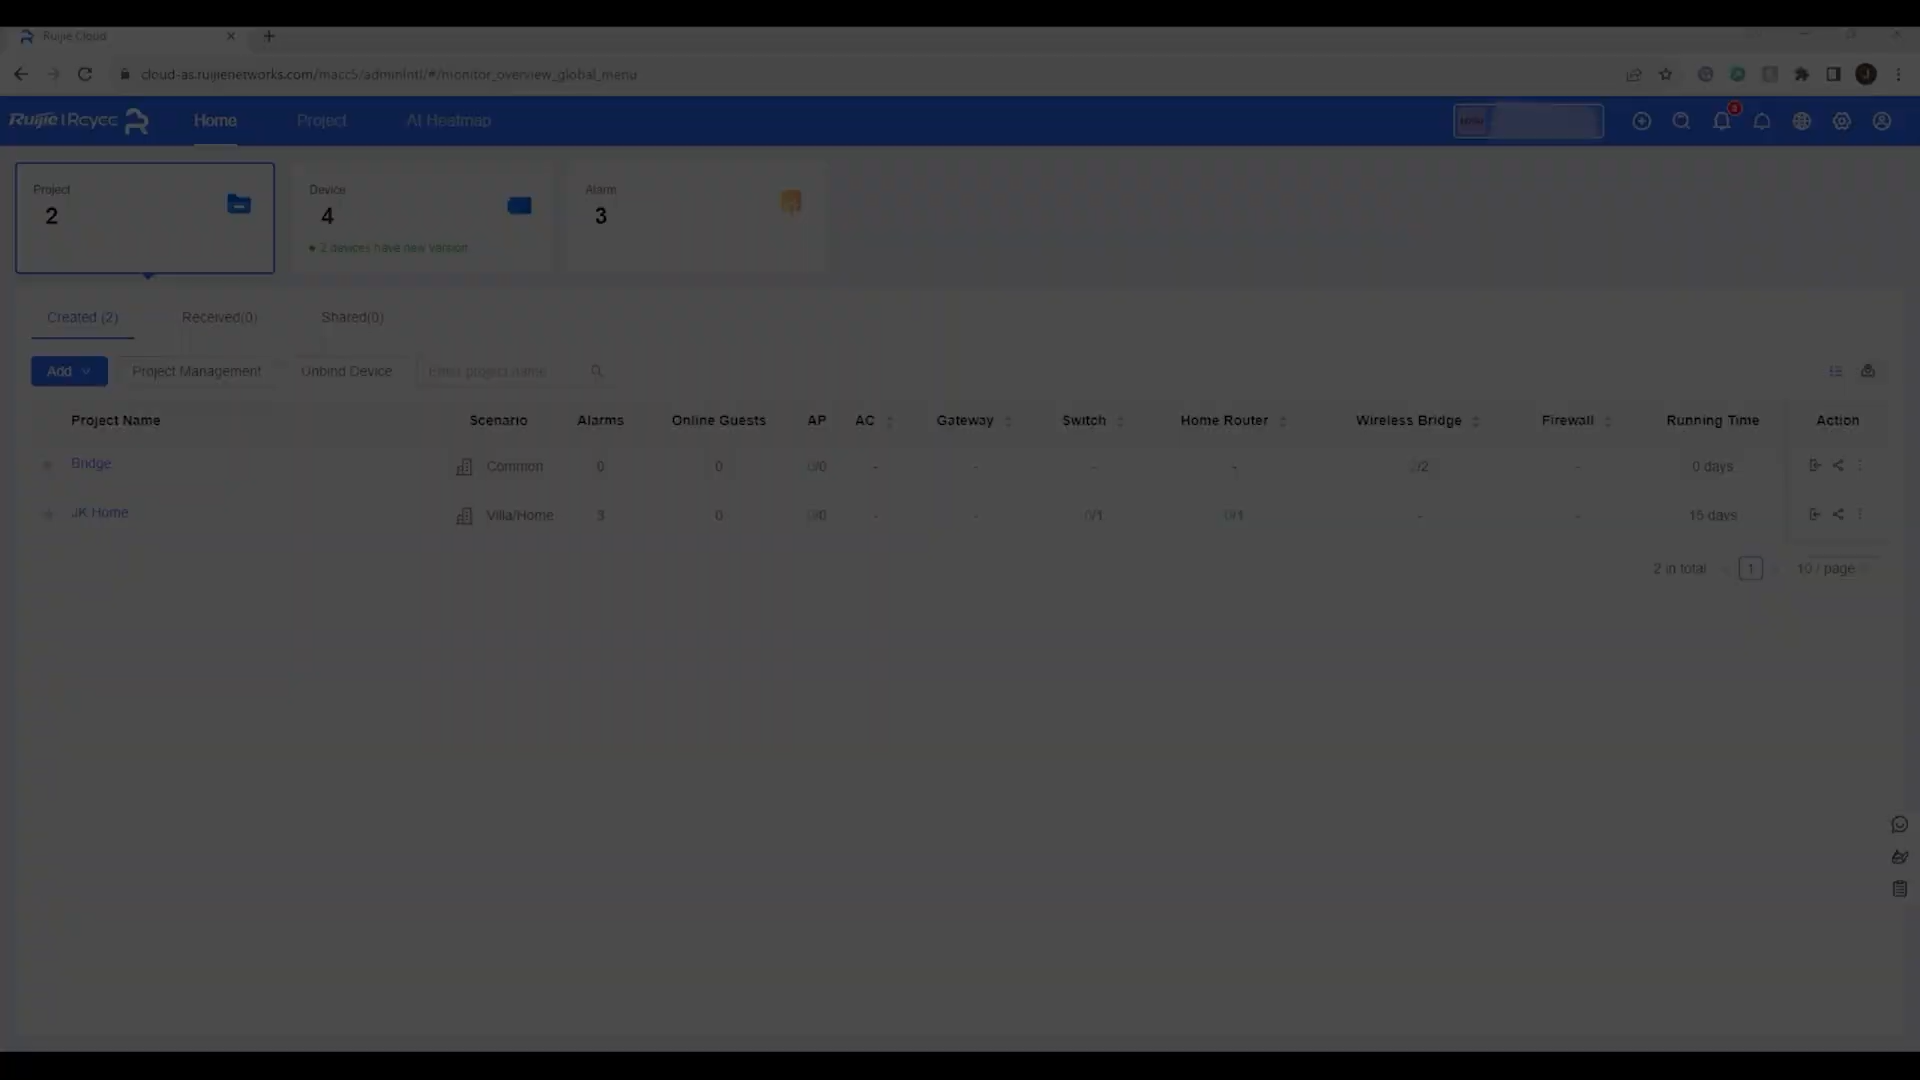 Ruijie Cloud
cloud-as.ruijienetworks.com/macc5/adminIntl/#/monitor_overview_global_menu
Ruijie | Reyee
Home
Project
AI Heatmap
3
Project
2
Device
4
2 devices have new version
Alarm
3
Created (2)
Received(0)
Shared(0)
Add
Project Management
Unbind Device
Enter project name
Project Name Scenario Alarms Online Guests AP AC Gateway Switch Home Router Wireless Bridge Firewall Running Time Action
Bridge Common 0 0 0/0 - - - - /2 - 0 days
JK Home Villa/Home 3 0 0/0 - - 0/1 0/1 - - 15 days
2 in total 1 10 / page